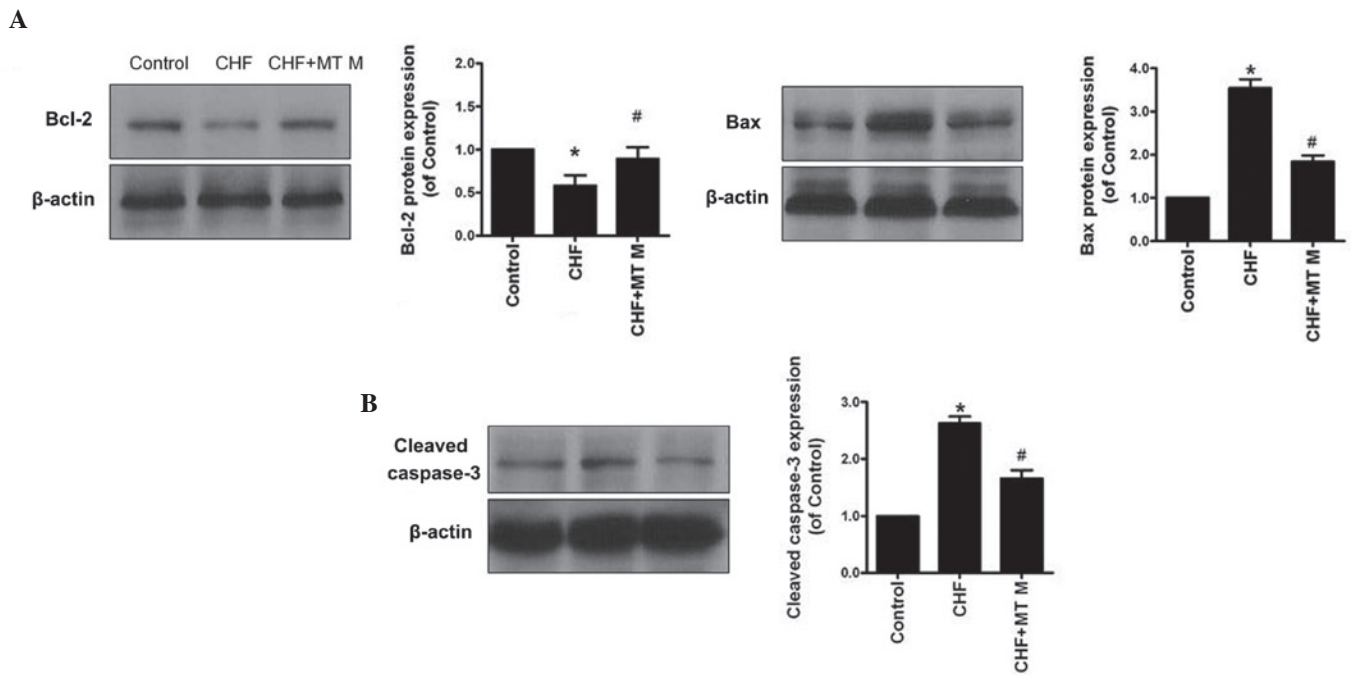 A
Control CHF CHF+MT M
Bcl-2
β-actin
Bcl-2 protein expression
(of Control)
2.0
1.5
1.0
0.5
0.0
*
#
Control
CHF
CHF+MT M
Bax
β-actin
Bax protein expression
(of Control)
4.0
3.0
2.0
1.0
0.0
*
#
Control
CHF
CHF+MT M
B
Cleaved
caspase-3
β-actin
Cleaved caspase-3 expression
(of Control)
3.0
2.0
1.0
0.0
*
#
Control
CHF
CHF+MT M